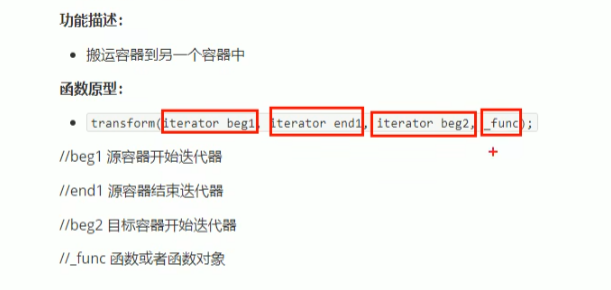 功能描述：
• 搬运容器到另一个容器中
函数原型：
• transform(iterator beg1, iterator end1, iterator beg2, _func);
//beg1 源容器开始迭代器
//end1 源容器结束迭代器
//beg2 目标容器开始迭代器
//_func 函数或者函数对象